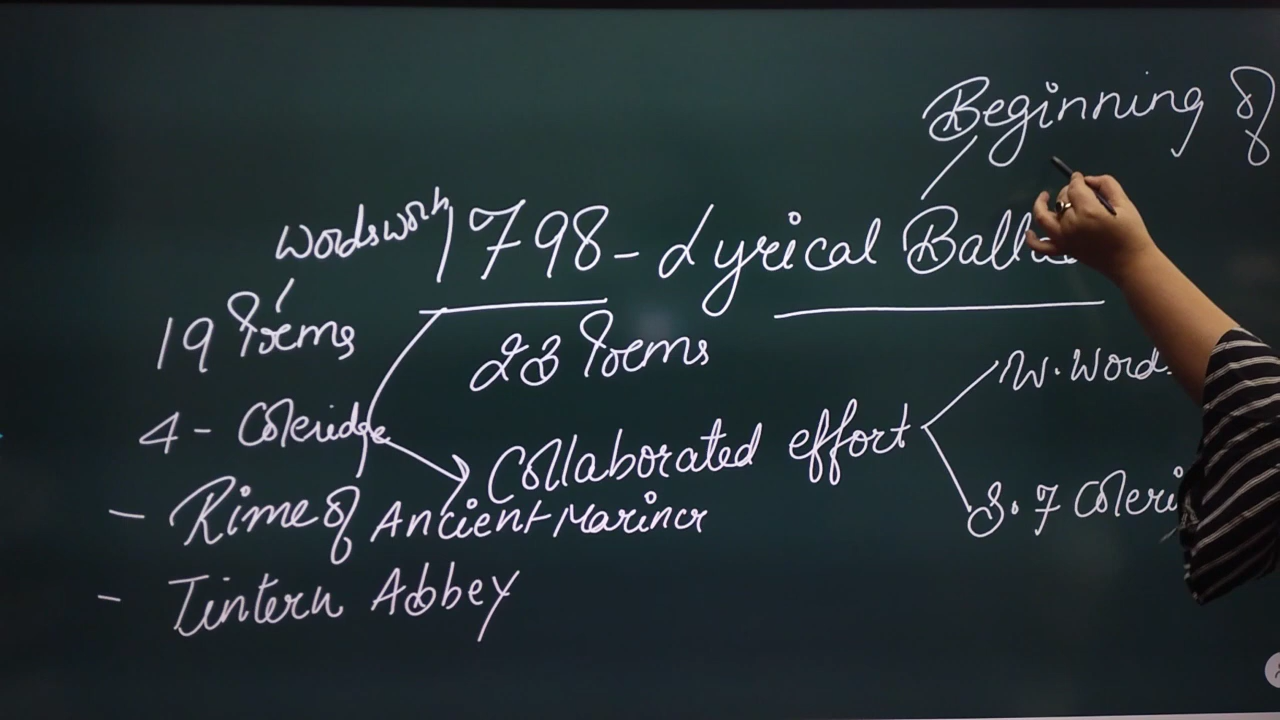 Beginning of
Wordsworth
1798 - Lyrical
19 Poems
23 Poems
W. Word
4 - Coleridge
Collaborated effort
- Rime of Ancient Mariner
S. T Coleri
- Tintern Abbey